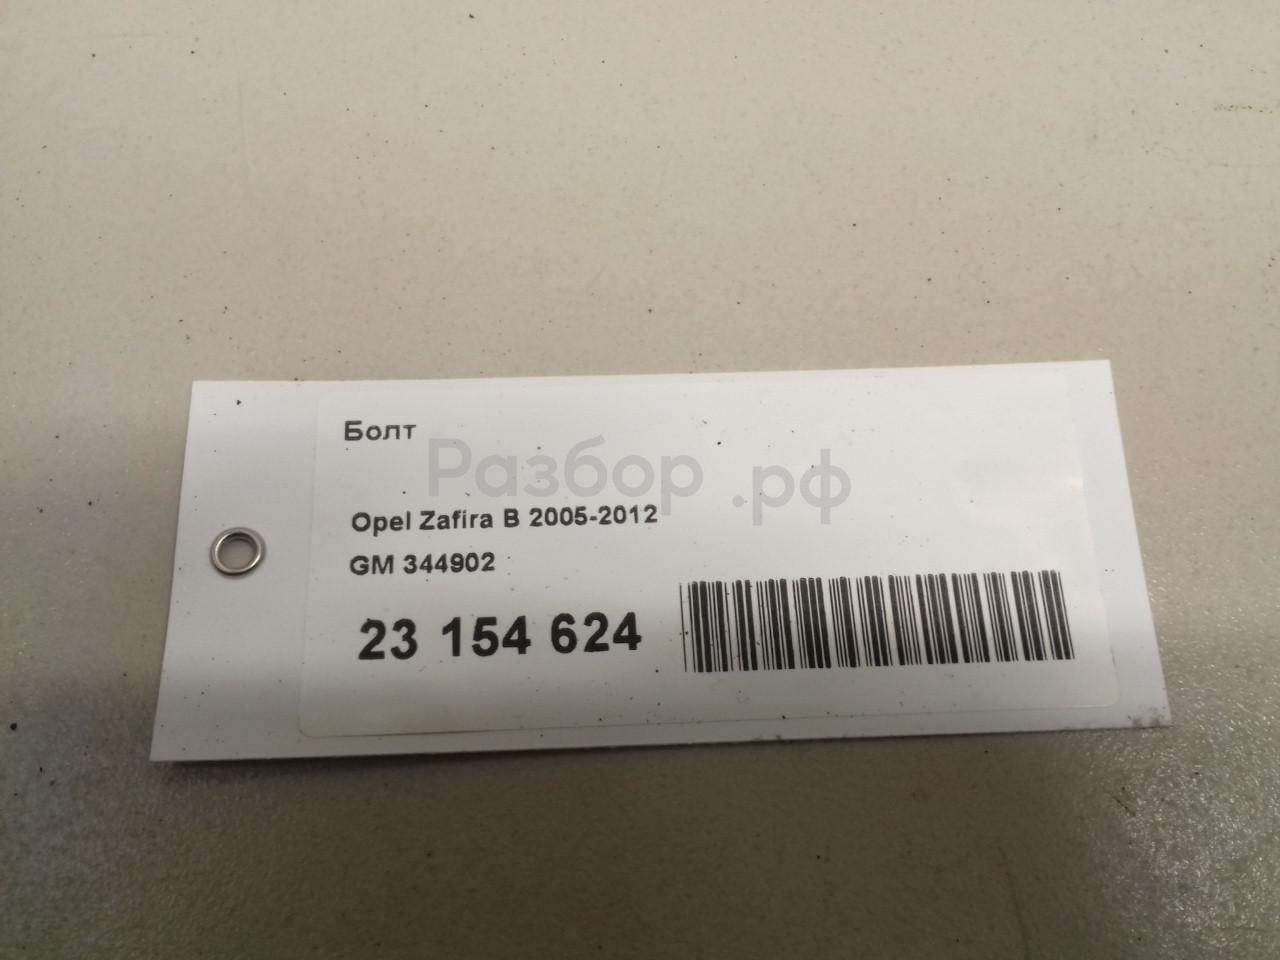 Болт
Разбор.рф
Opel Zafira B 2005-2012
GM 344902
23 154 624